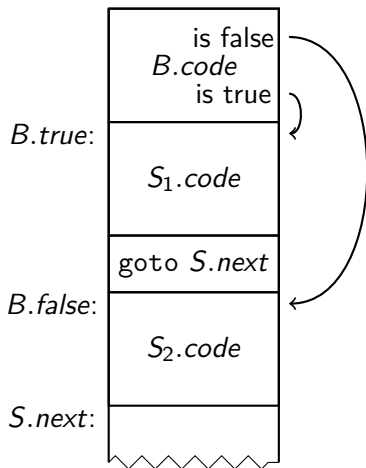 is false
B.code
is true
B.true:
S₁.code
goto S.next
B.false:
S₂.code
S.next: